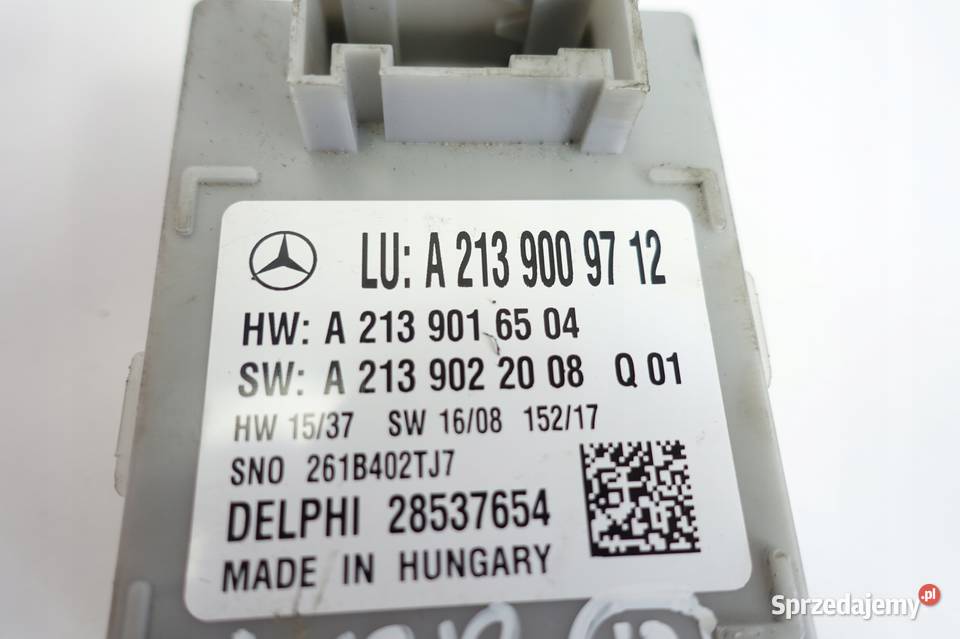 LU: A 213 900 97 12
HW: A 213 901 65 04
SW: A 213 902 20 08 Q 01
HW 15/37 SW 16/08 152/17
SNO 261B402TJ7
DELPHI 28537654
MADE IN HUNGARY
Sprzedajemy.pl